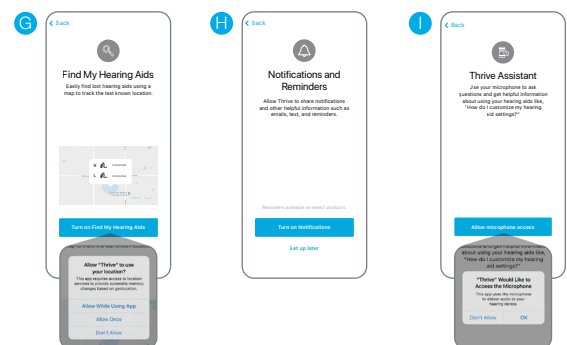 G
Back
Find My Hearing Aids
Easily find lost hearing aids using a
map to track the last known location.
R
Connected
L
Connected
Turn on Find My Hearing Aids
Allow "Thrive" to use
your location?
This app requires access to location
services to provide automatic memory
changes based on geolocation.
Allow While Using App
Allow Once
Don't Allow
H
Back
Notifications and
Reminders
Allow Thrive to share notifications
and other helpful information such as
emails, text, and reminders.
Reminders available on select products.
Turn on Notifications
Set up later
I
Back
Thrive Assistant
Use your microphone to ask
questions and get helpful information
about using your hearing aids like,
"How do I customize my hearing
aid settings?"
Allow microphone access
questions and get helpful information
about using your hearing aids like,
"How do I customize my hearing
aid settings?"
"Thrive" Would Like to
Access the Microphone
This app uses the microphone
to deliver audio to your
hearing device.
Don't Allow
OK